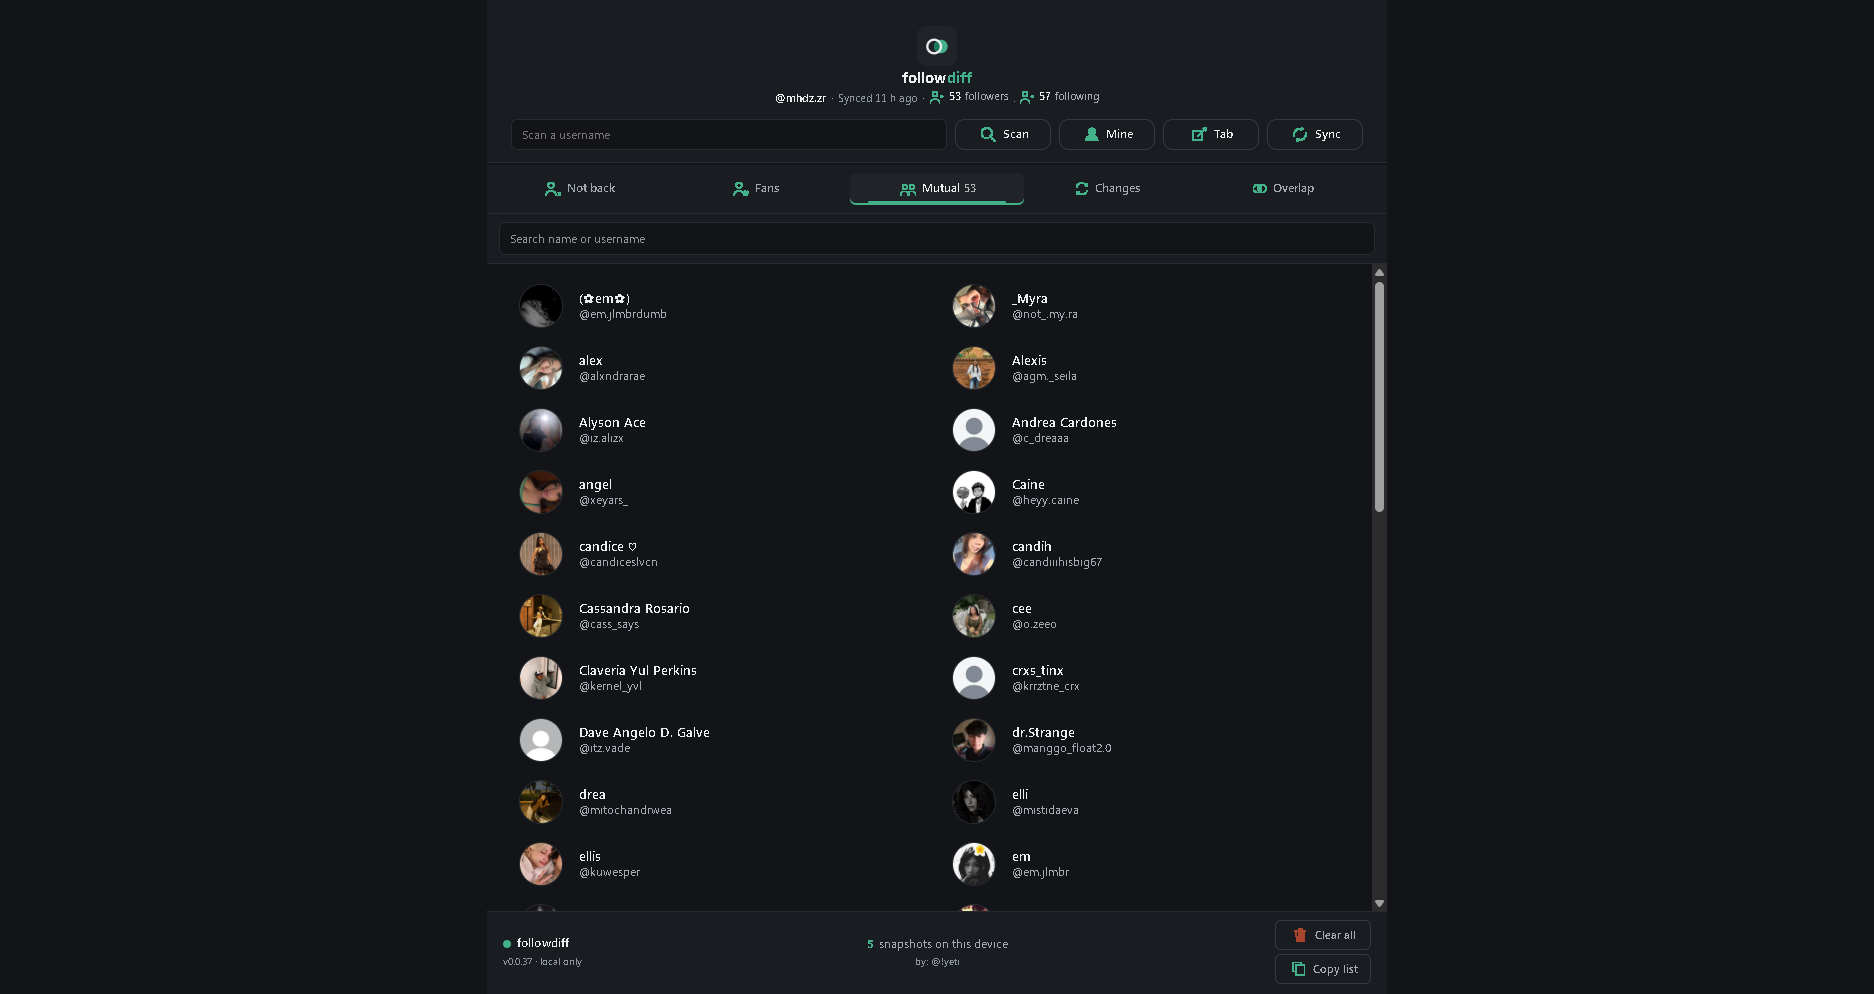 followdiff
@mhdz.zr · Synced 11 h ago · 53 followers · 57 following
Scan a username
Scan
Mine
Tab
Sync
Not back
Fans
Mutual 53
Changes
Overlap
Search name or username
(✿em✿)
@em.jlmbrdumb
_Myra
@not_.my.ra
alex
@alxndrarae
Alexis
@agm._seila
Alyson Ace
@iz.alizx
Andrea Cardones
@c_dreaaa
angel
@xeyars_
Caine
@heyy.caine
candice ♡
@candiceslvcn
candih
@candiiihisbig67
Cassandra Rosario
@cass_says
cee
@o.zeeo
Claveria Yul Perkins
@kernel_yvl
crxs_tinx
@krrztne_crx
Dave Angelo D. Galve
@itz.vade
dr.Strange
@manggo_float2.0
drea
@mitochandrwea
elli
@mistidaeva
ellis
@kuwesper
em
@em.jlmbr
followdiff
v0.0.37 · local only
5 snapshots on this device
by: @!yeti
Clear all
Copy list